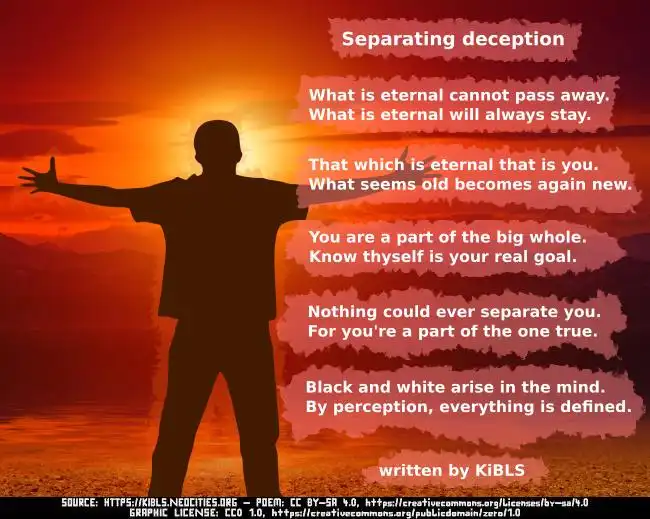 Separating deception
What is eternal cannot pass away.
What is eternal will always stay.
That which is eternal that is you.
What seems old becomes again new.
You are a part of the big whole.
Know thyself is your real goal.
Nothing could ever separate you.
For you're a part of the one true.
Black and white arise in the mind.
By perception, everything is defined.
written by KiBLS
SOURCE: HTTPS://KIBLS.NEOCITIES.ORG – POEM: CC BY-SA 4.0, https://creativecommons.org/licenses/by-sa/4.0
GRAPHIC LICENSE: CC0 1.0, https://creativecommons.org/publicdomain/zero/1.0